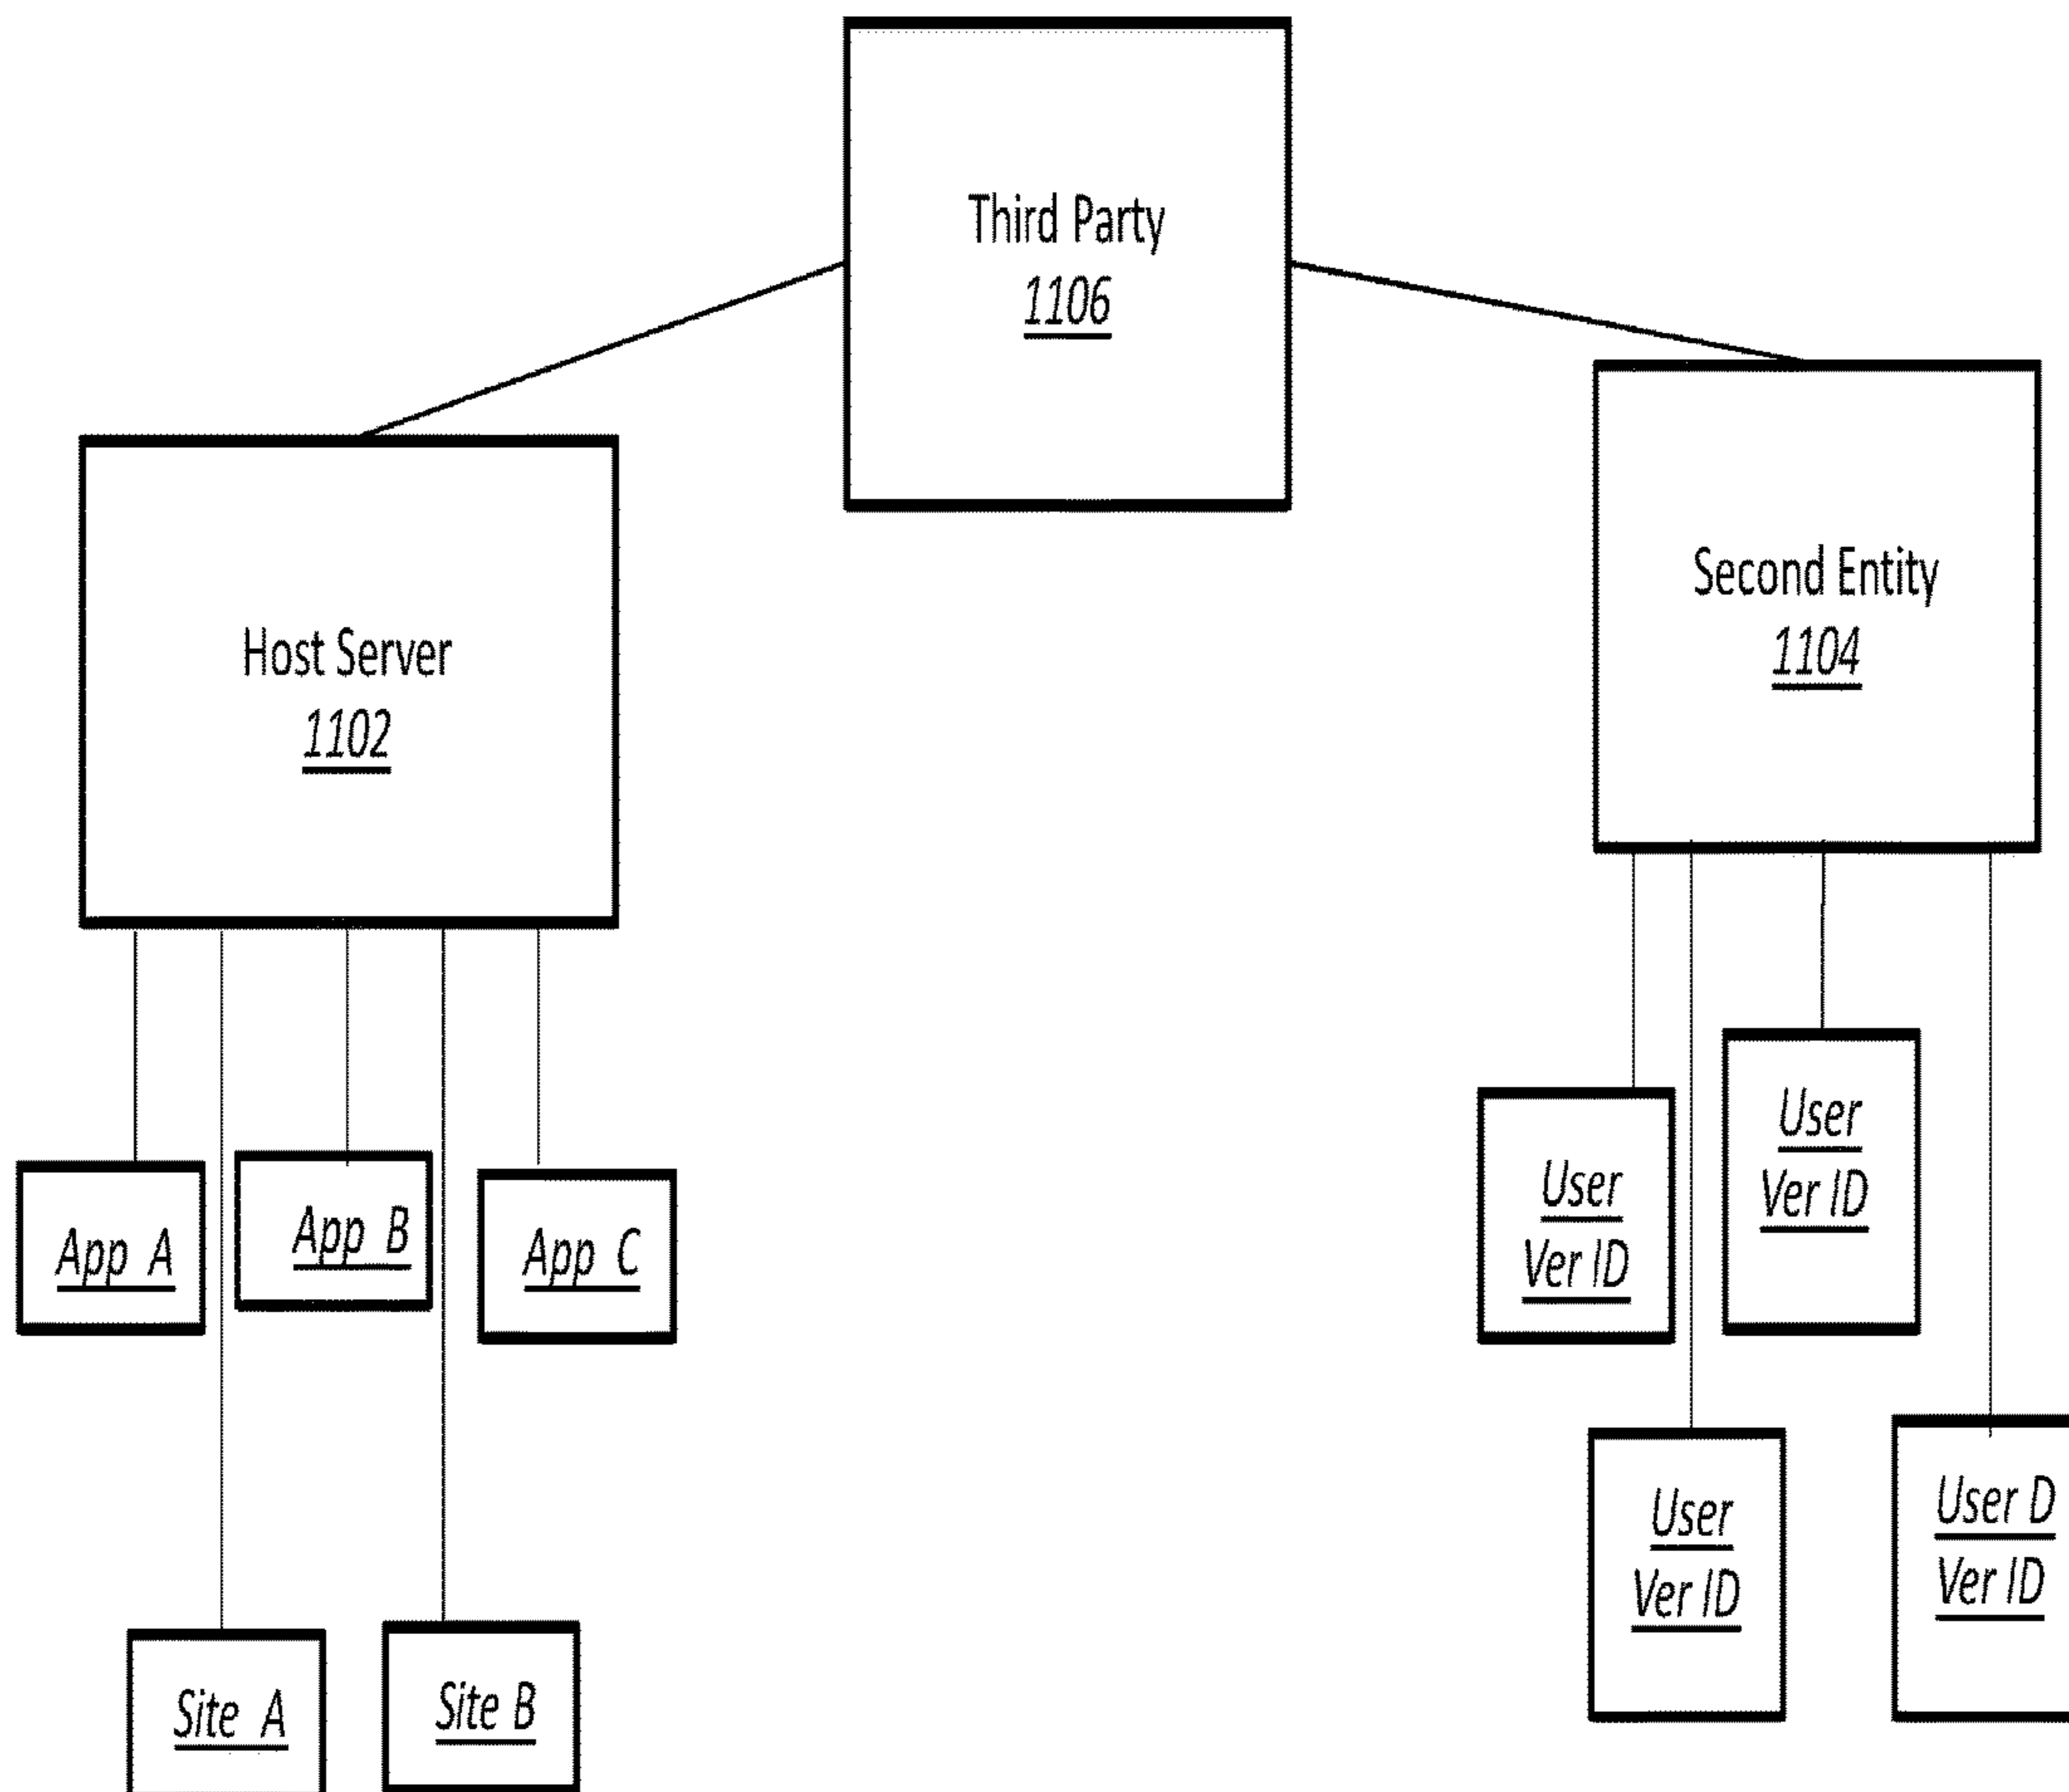 Third Party
1106
Second Entity
1104
Host Server
1102
User
Ver ID
User
Ver ID
App A
App B
App C
User
Ver ID
User D
Ver ID
Site A
Site B